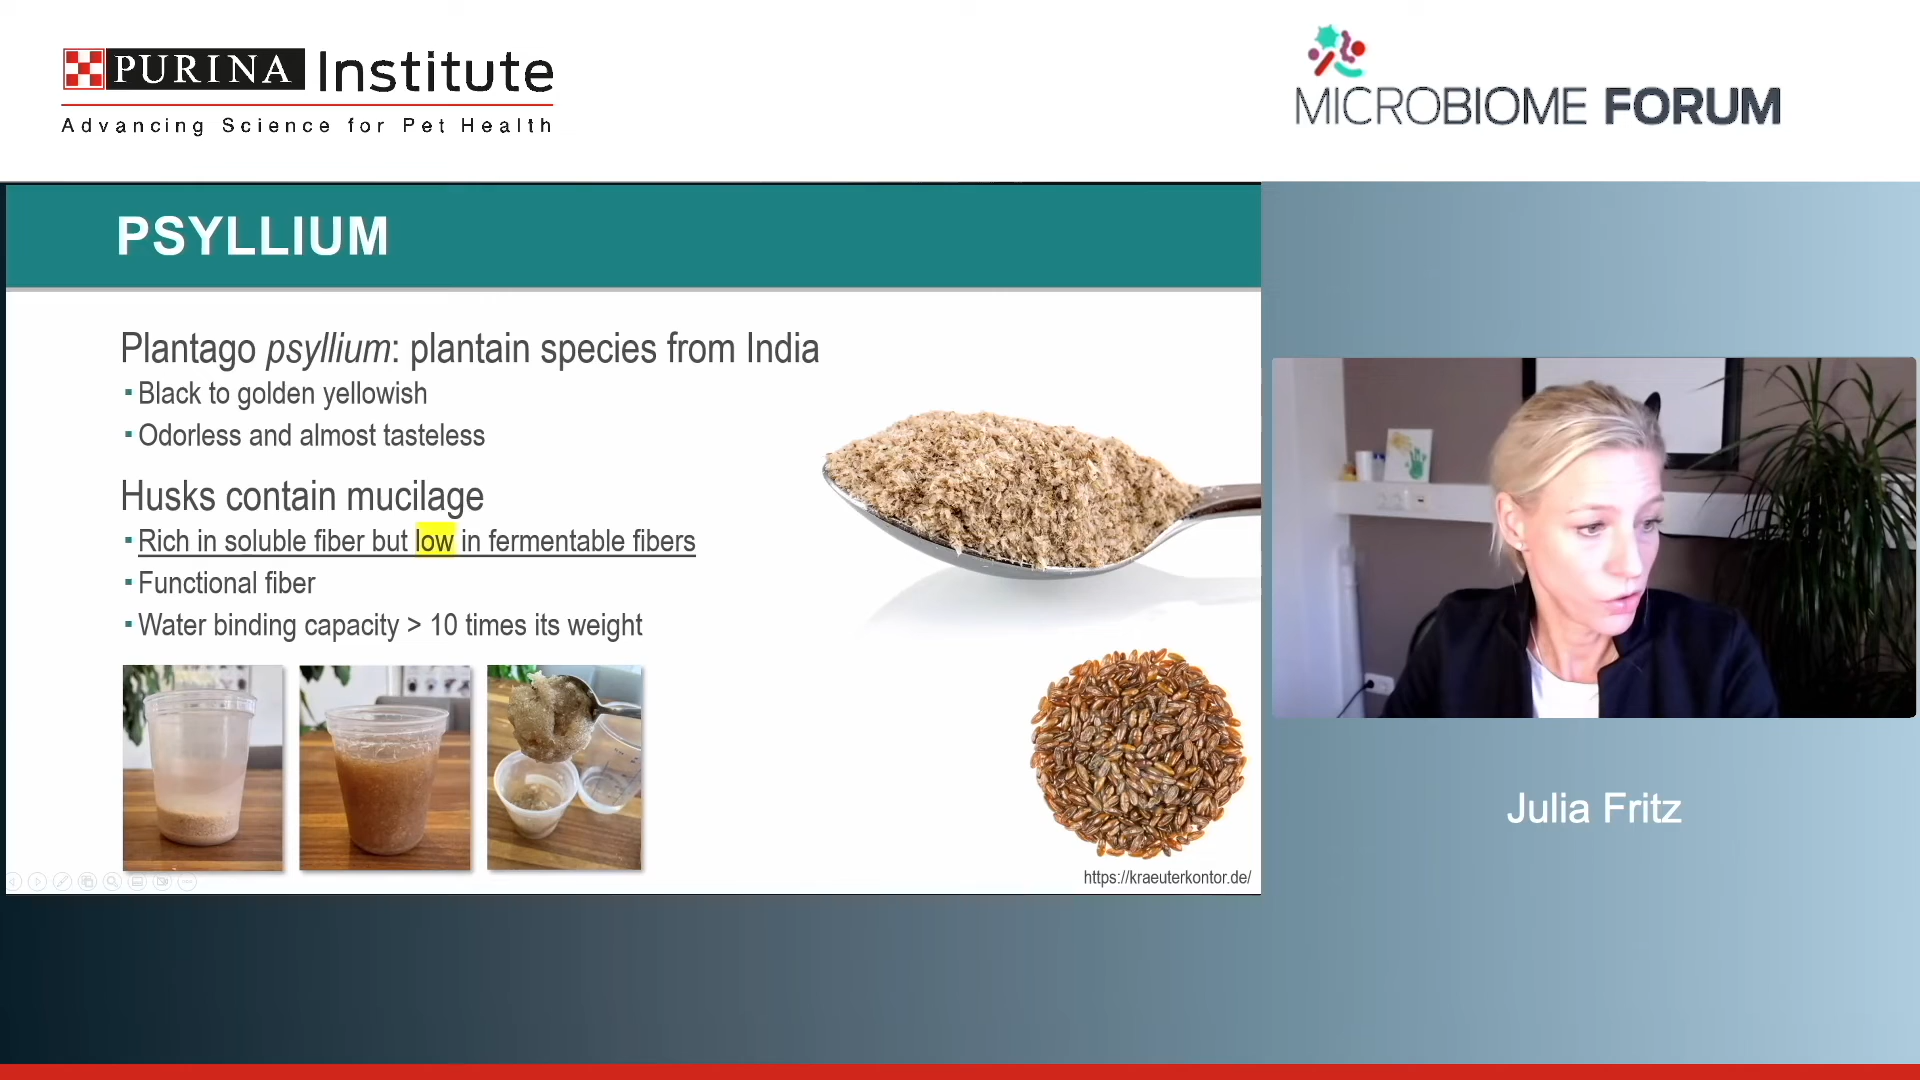 PURINA Institute
Advancing Science for Pet Health
MICROBIOME FORUM
PSYLLIUM
Plantago psyllium: plantain species from India
▪ Black to golden yellowish
▪ Odorless and almost tasteless
Husks contain mucilage
▪ Rich in soluble fiber but low in fermentable fibers
▪ Functional fiber
▪ Water binding capacity > 10 times its weight
https://kraeuterkontor.de/
Julia Fritz